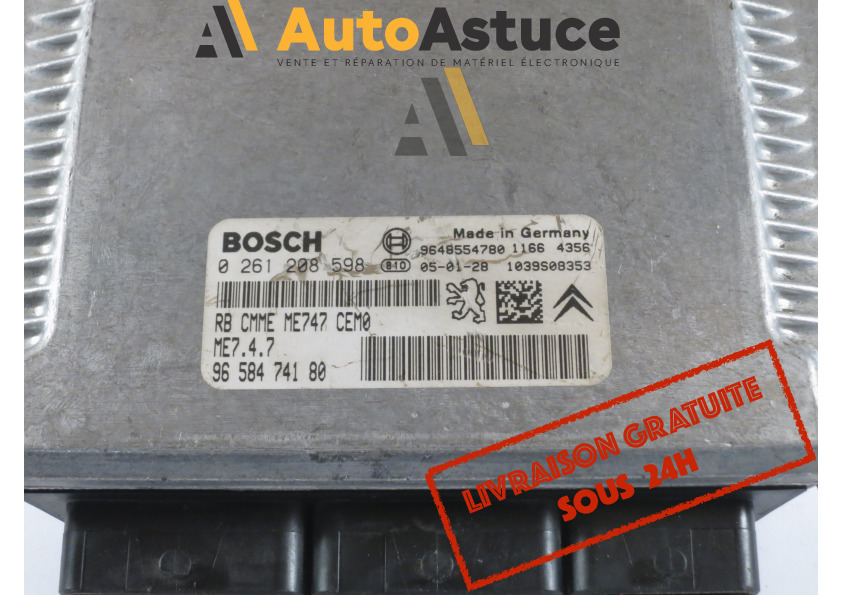 AutoAstuce
VENTE ET RÉPARATION DE MATÉRIEL ÉLECTRONIQUE
BOSCH
Made in Germany
9648554780 1166 4356
0 261 208 598 B10 05-01-28 1039S08353
RB CMME ME747 CEM0
ME7.4.7
96 584 741 80
LIVRAISON GRATUITE
SOUS 24H